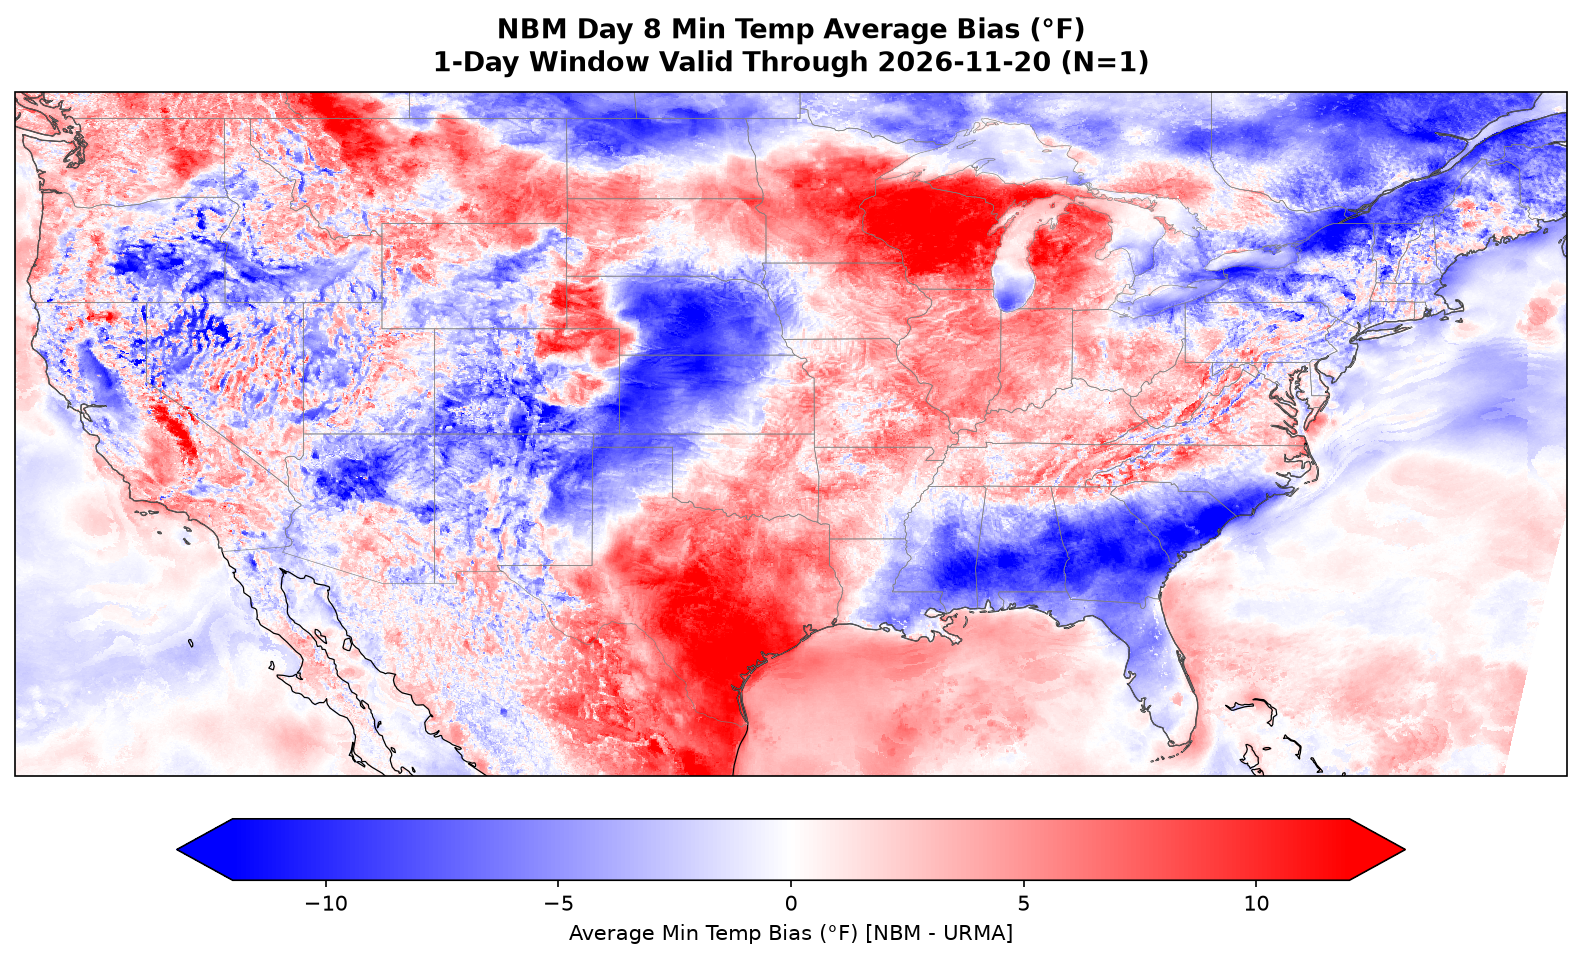 NBM Day 8 Min Temp Average Bias (°F)
1-Day Window Valid Through 2026-11-20 (N=1)
−10 −5 0 5 10
Average Min Temp Bias (°F) [NBM - URMA]